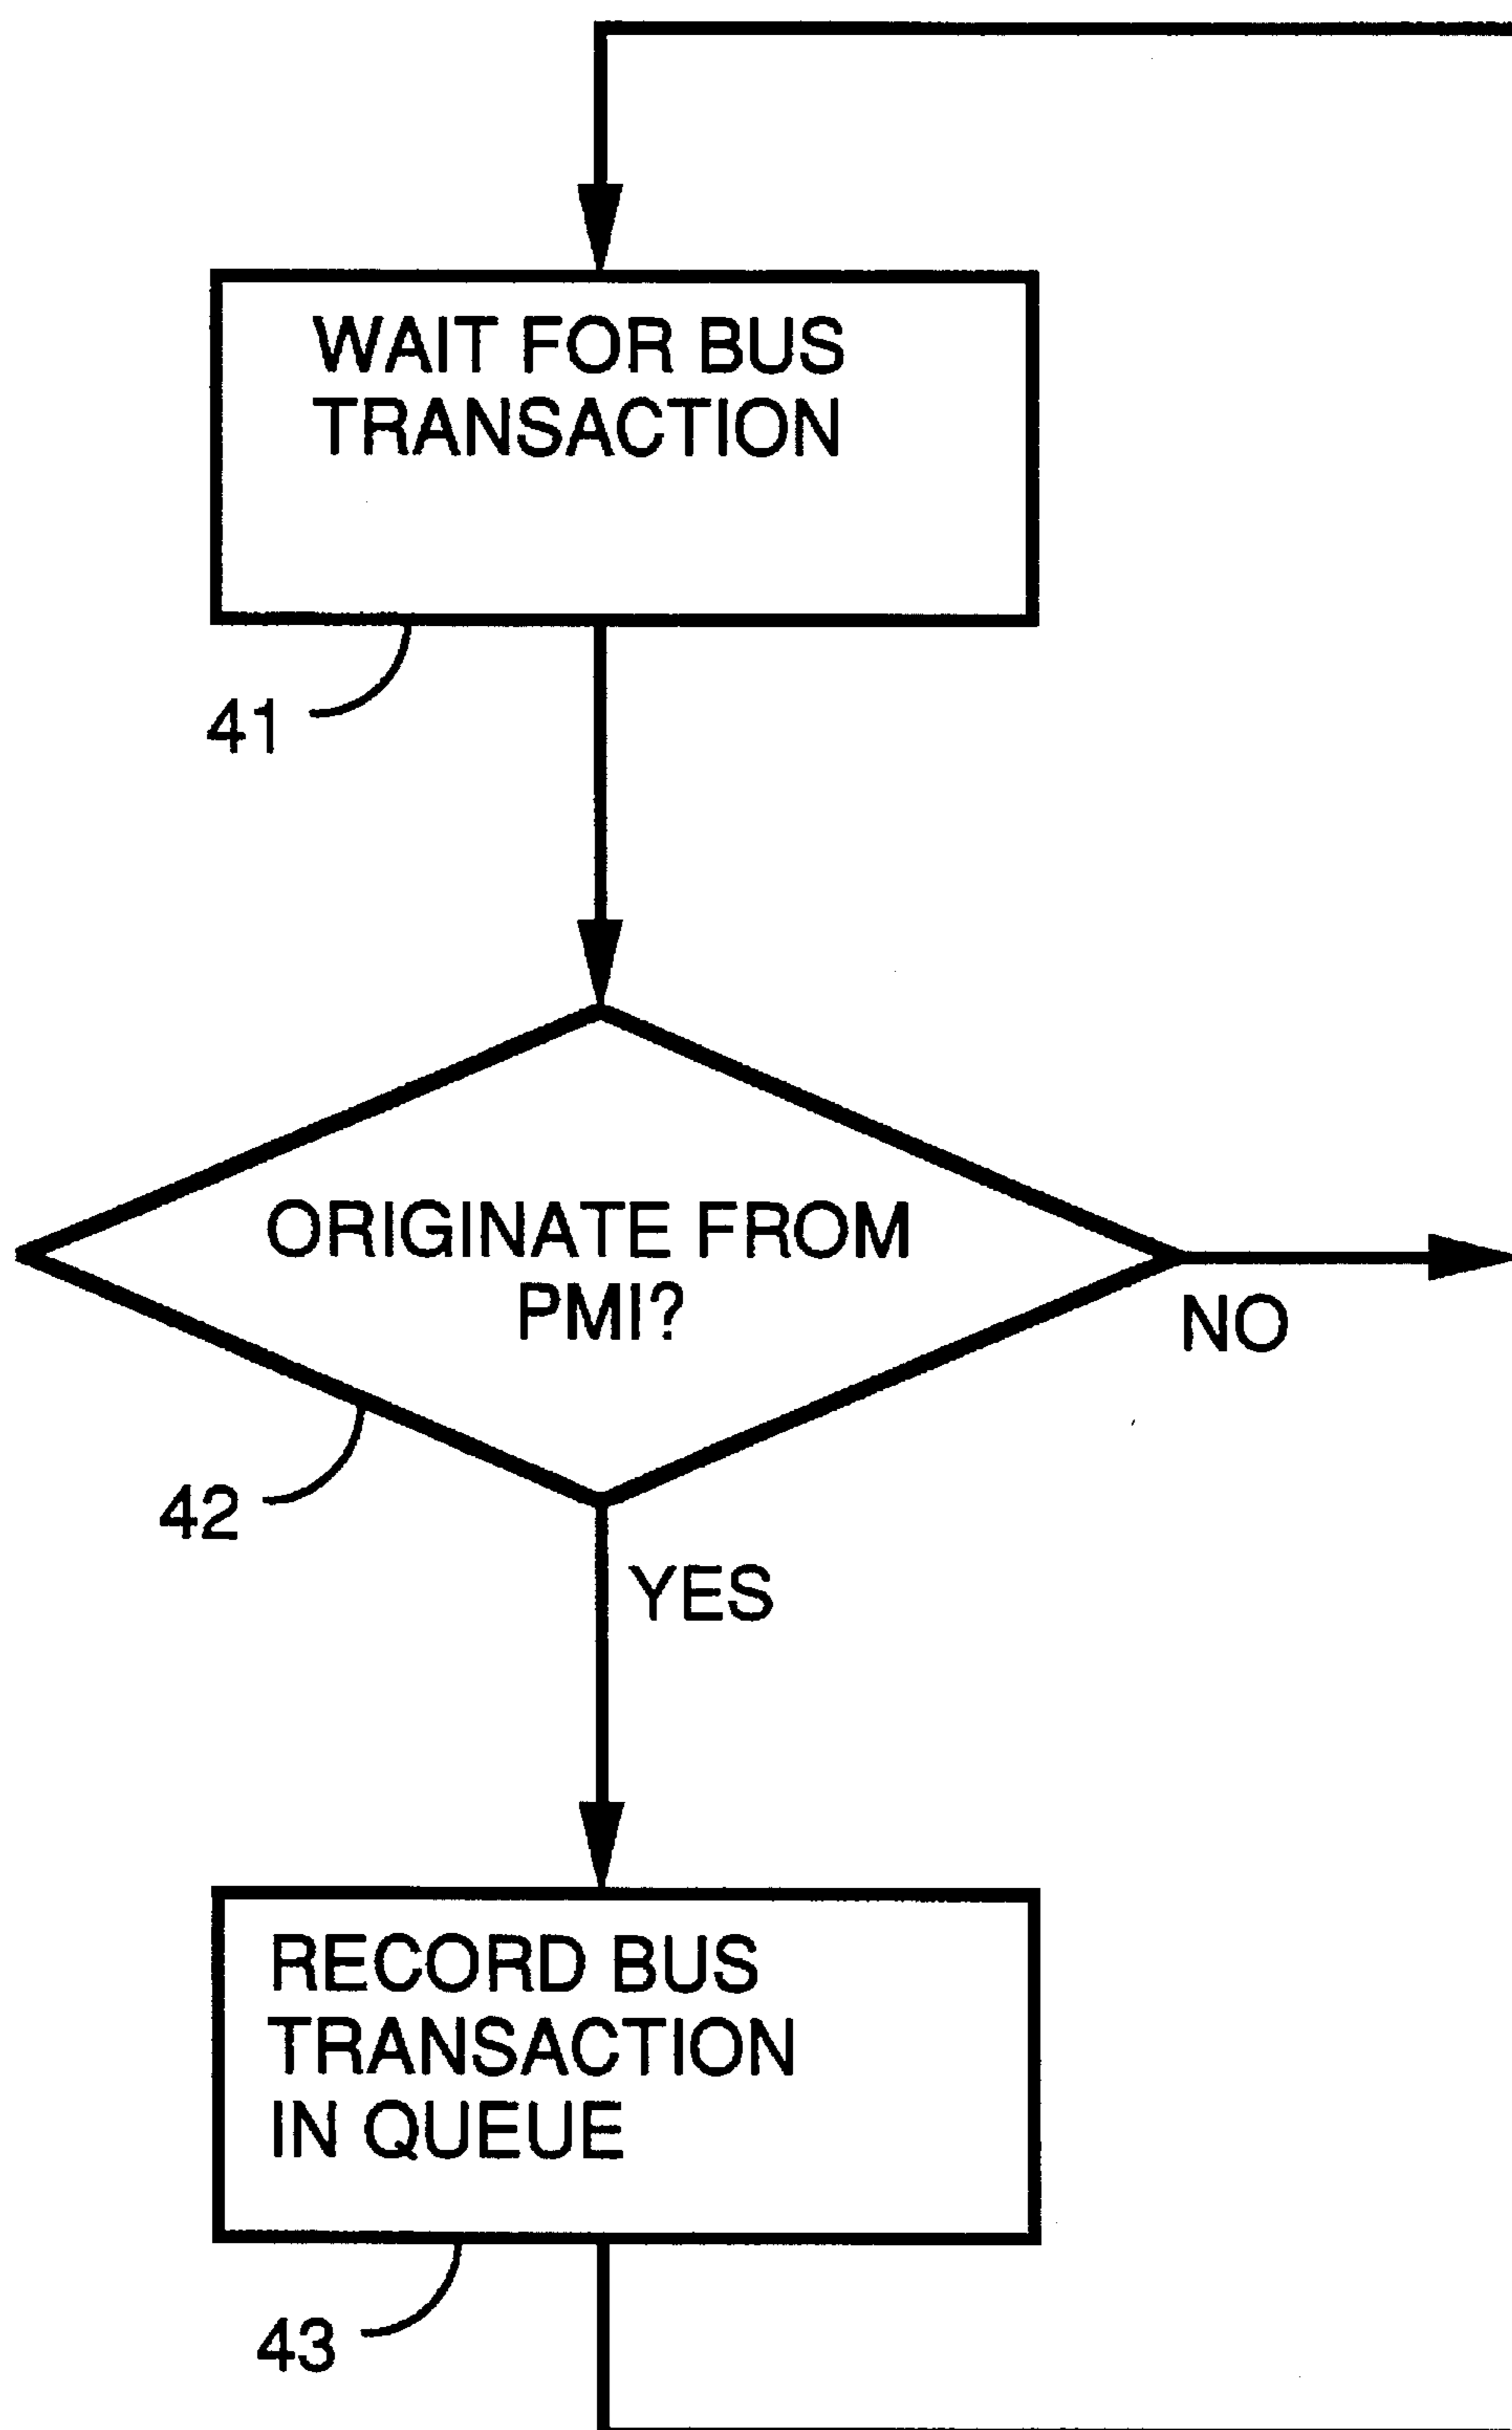 WAIT FOR BUS
TRANSACTION
41
ORIGINATE FROM
PMI?
NO
42
YES
RECORD BUS
TRANSACTION
IN QUEUE
43